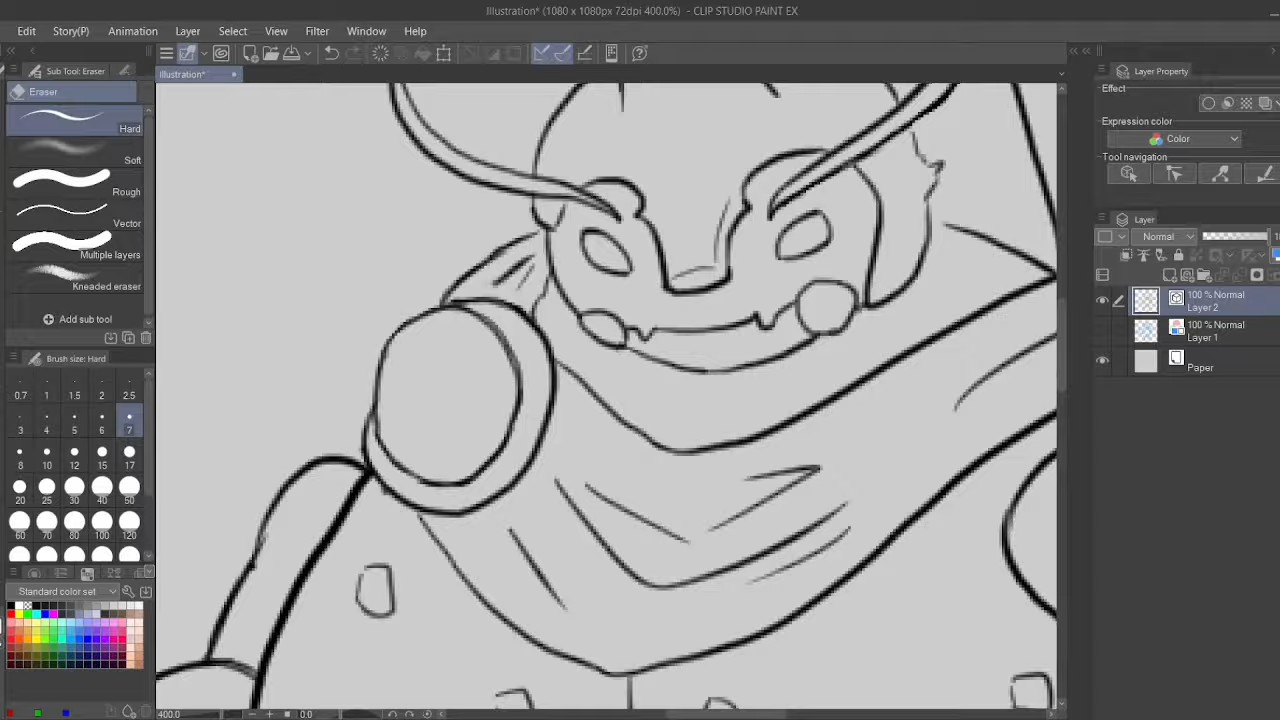 Illustration* (1080 x 1080px 72dpi 400.0%) - CLIP STUDIO PAINT EX
Edit Story(P) Animation Layer Select View Filter Window Help
Sub Tool: Eraser
Illustration*
Layer Property
Eraser
Effect
Hard
Expression color
Color
Soft
Tool navigation
Rough
Vector
Layer
Normal
Multiple layers
Kneaded eraser
100 % Normal
Layer 2
Add sub tool
100 % Normal
Layer 1
Brush size: Hard
Paper
0.7 1 1.5 2 2.5
3 4 5 6 7
8 10 12 15 17
20 25 30 40 50
60 70 80 100 120
Standard color set
400.0 0.0